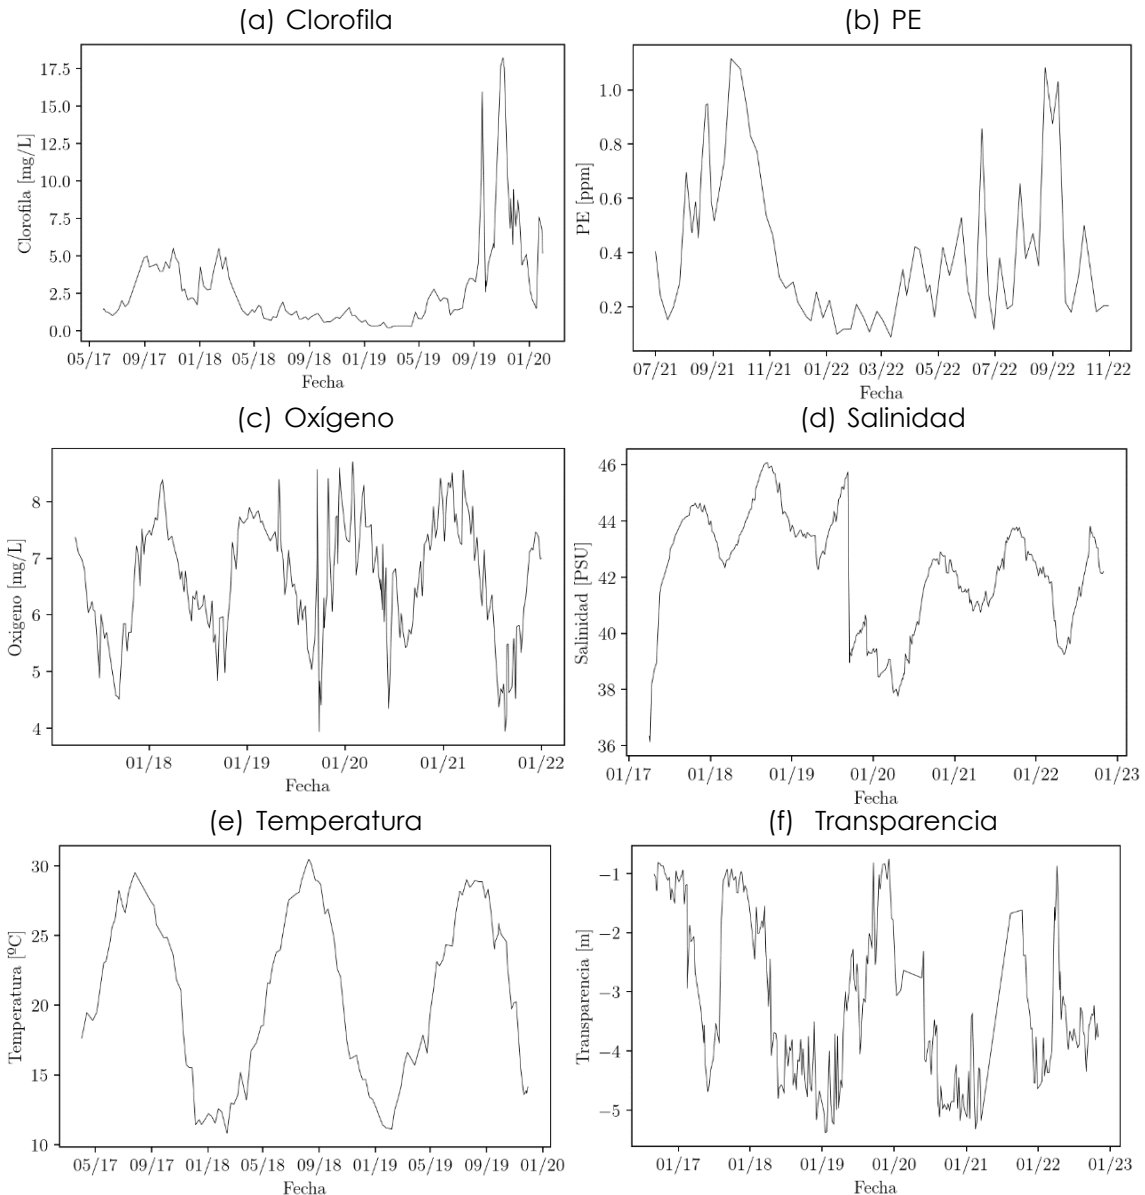 (a) Clorofila
(b) PE
17.5
15.0
12.5
10.0
7.5
5.0
2.5
0.0
Clorofila [mg/L]
05/17 09/17 01/18 05/18 09/18 01/19 05/19 09/19 01/20
Fecha
1.0
0.8
0.6
0.4
0.2
PE [ppm]
07/21 09/21 11/21 01/22 03/22 05/22 07/22 09/22 11/22
Fecha
(c) Oxígeno
(d) Salinidad
8
7
6
5
4
Oxigeno [mg/L]
01/18 01/19 01/20 01/21 01/22
Fecha
46
44
42
40
38
36
Salinidad [PSU]
01/17 01/18 01/19 01/20 01/21 01/22 01/23
Fecha
(e) Temperatura
(f) Transparencia
30
25
20
15
10
Temperatura [ºC]
05/17 09/17 01/18 05/18 09/18 01/19 05/19 09/19 01/20
Fecha
−1
−2
−3
−4
−5
Transparencia [m]
01/17 01/18 01/19 01/20 01/21 01/22 01/23
Fecha